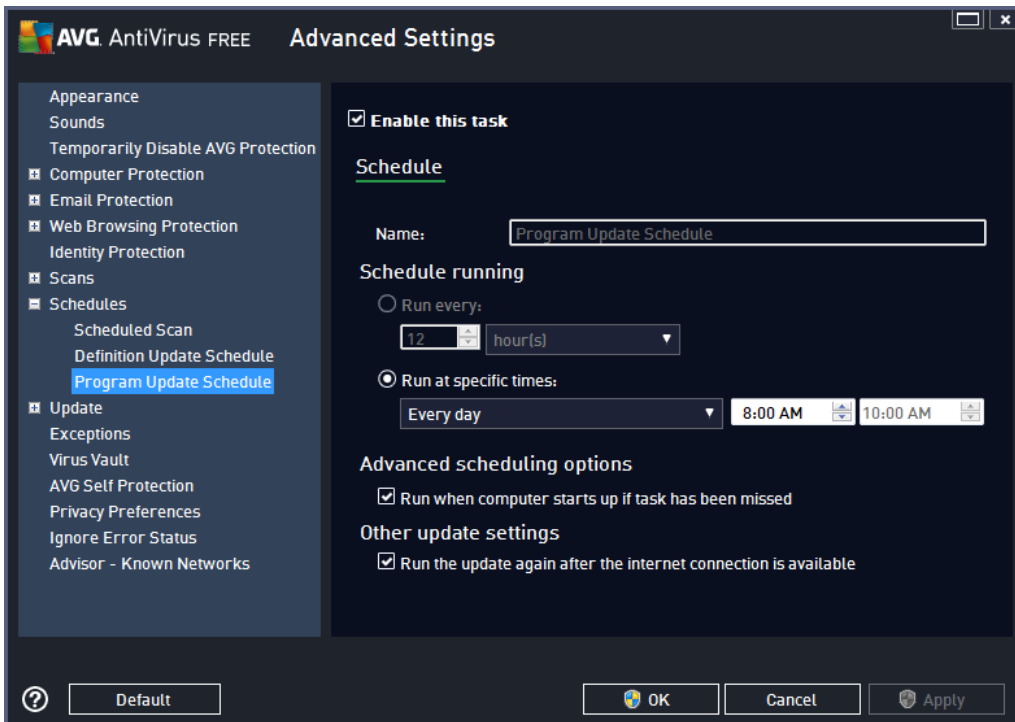 AVG. AntiVirus FREE Advanced Settings
Appearance
Sounds
Temporarily Disable AVG Protection
Computer Protection
Email Protection
Web Browsing Protection
Identity Protection
Scans
Schedules
Scheduled Scan
Definition Update Schedule
Program Update Schedule
Update
Exceptions
Virus Vault
AVG Self Protection
Privacy Preferences
Ignore Error Status
Advisor - Known Networks
Enable this task
Schedule
Name: Program Update Schedule
Schedule running
Run every:
12 hour(s)
Run at specific times:
Every day 8:00 AM 10:00 AM
Advanced scheduling options
Run when computer starts up if task has been missed
Other update settings
Run the update again after the internet connection is available
? Default OK Cancel Apply